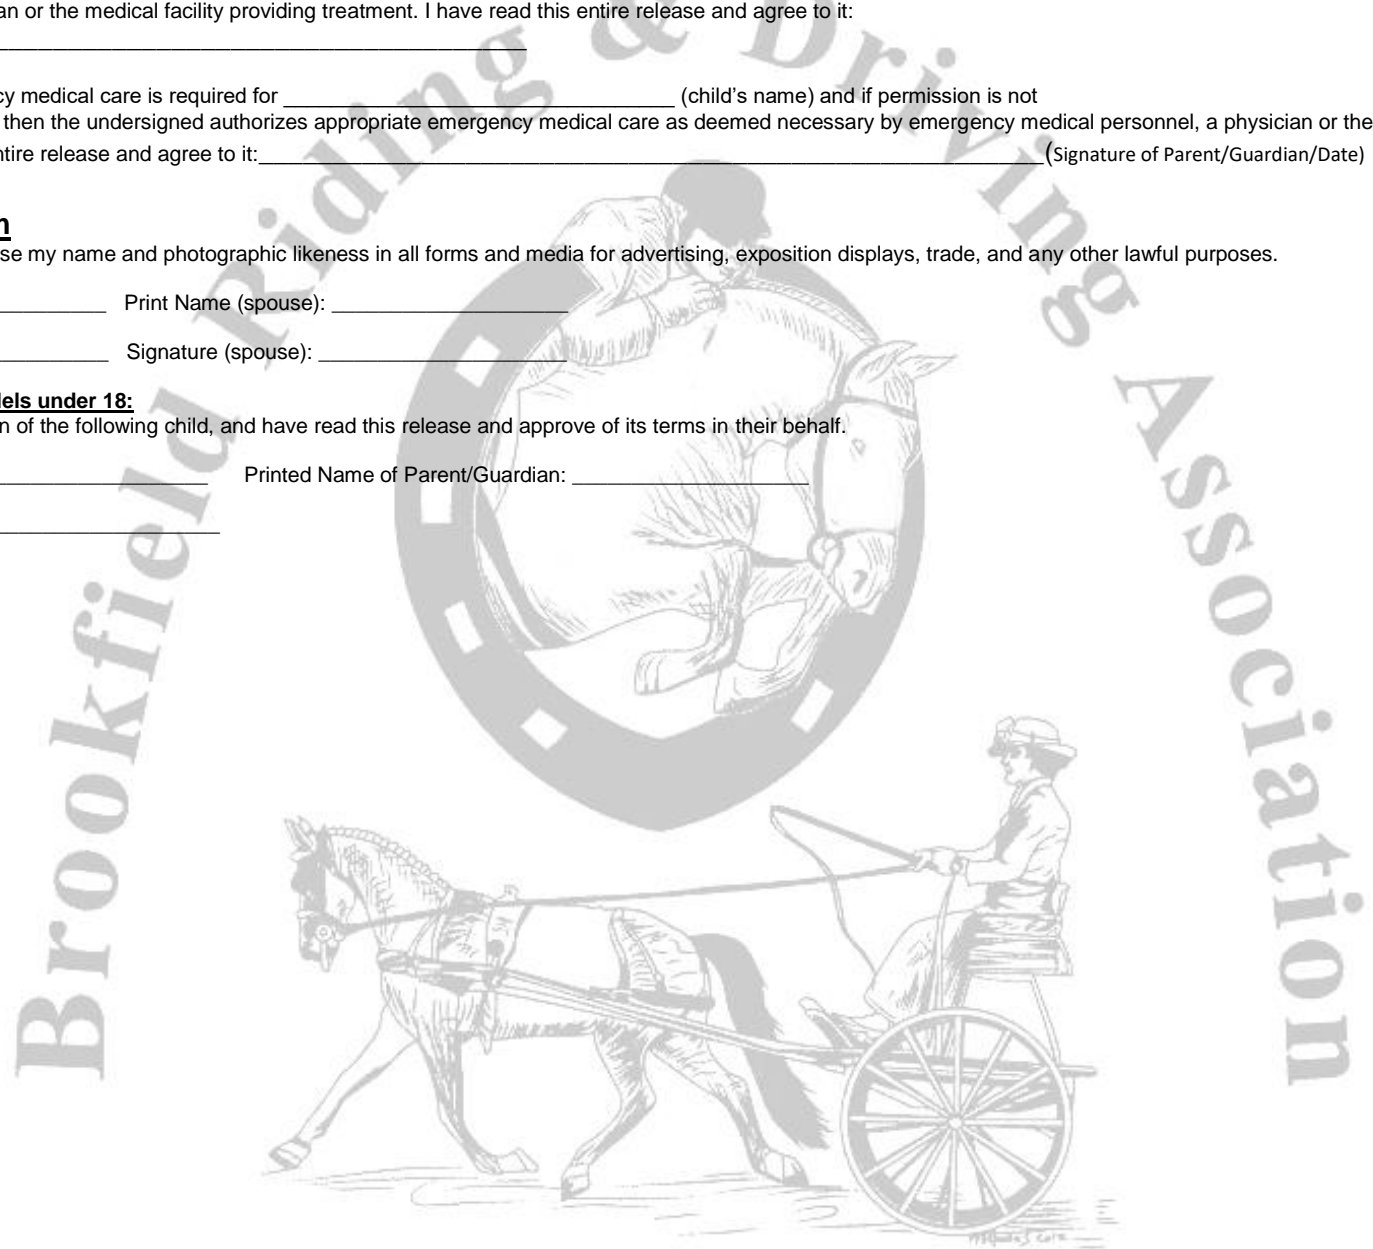 an or the medical facility providing treatment. I have read this entire release and agree to it:
cy medical care is required for ________________________________ (child's name) and if permission is not
then the undersigned authorizes appropriate emergency medical care as deemed necessary by emergency medical personnel, a physician or the
ntire release and agree to it:________________________________________________________________(Signature of Parent/Guardian/Date)
n
se my name and photographic likeness in all forms and media for advertising, exposition displays, trade, and any other lawful purposes.
_________ Print Name (spouse): ____________________
_________ Signature (spouse): _____________________
dels under 18:
n of the following child, and have read this release and approve of its terms in their behalf.
_________________ Printed Name of Parent/Guardian: ____________________
Brookfield Riding & Driving Association